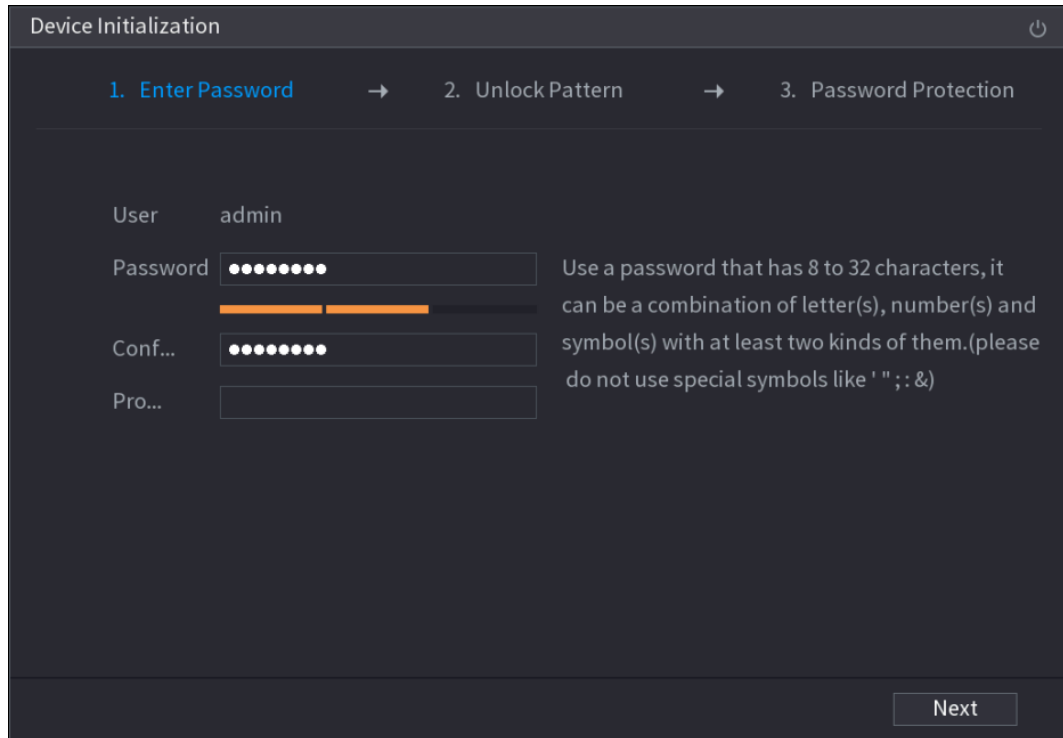 Device Initialization
1. Enter Password → 2. Unlock Pattern → 3. Password Protection
User admin
Password ●●●●●●●●
Use a password that has 8 to 32 characters, it
can be a combination of letter(s), number(s) and
symbol(s) with at least two kinds of them.(please
do not use special symbols like ' " ; : &)
Conf... ●●●●●●●●
Pro...
Next